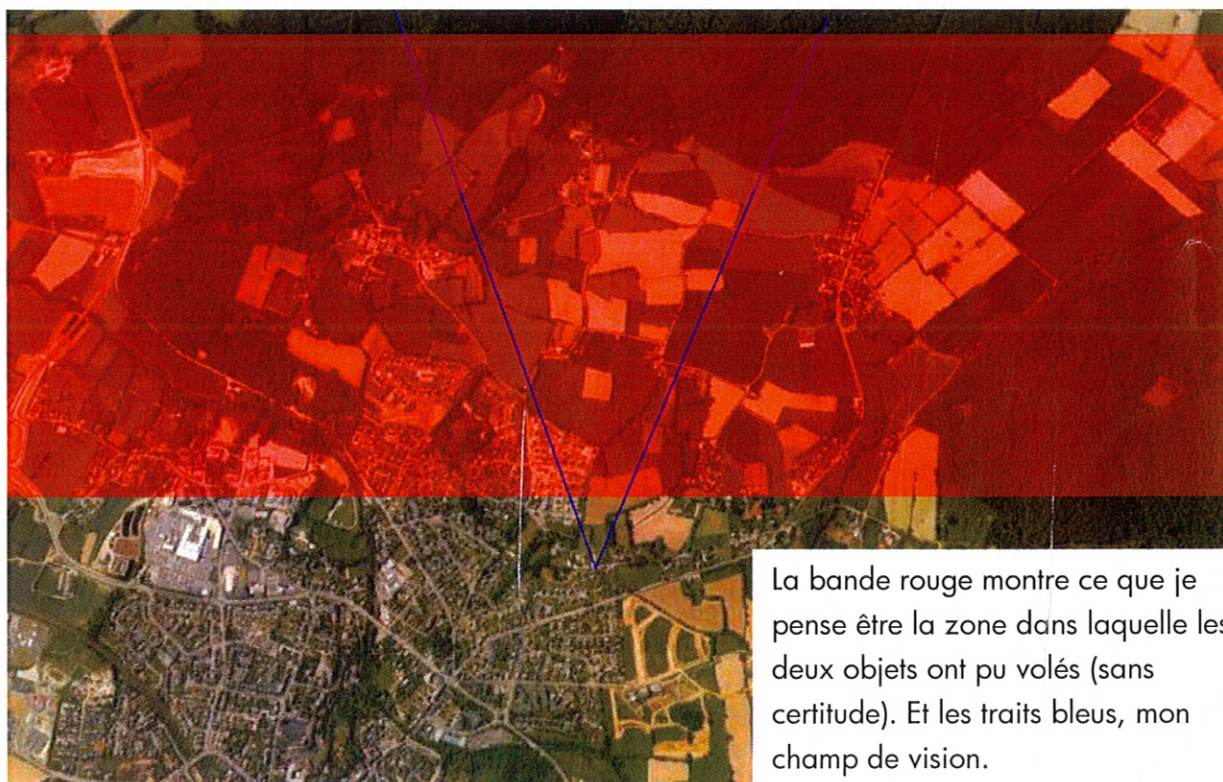 La bande rouge montre ce que je
pense être la zone dans laquelle les
deux objets ont pu volés (sans
certitude). Et les traits bleus, mon
champ de vision.